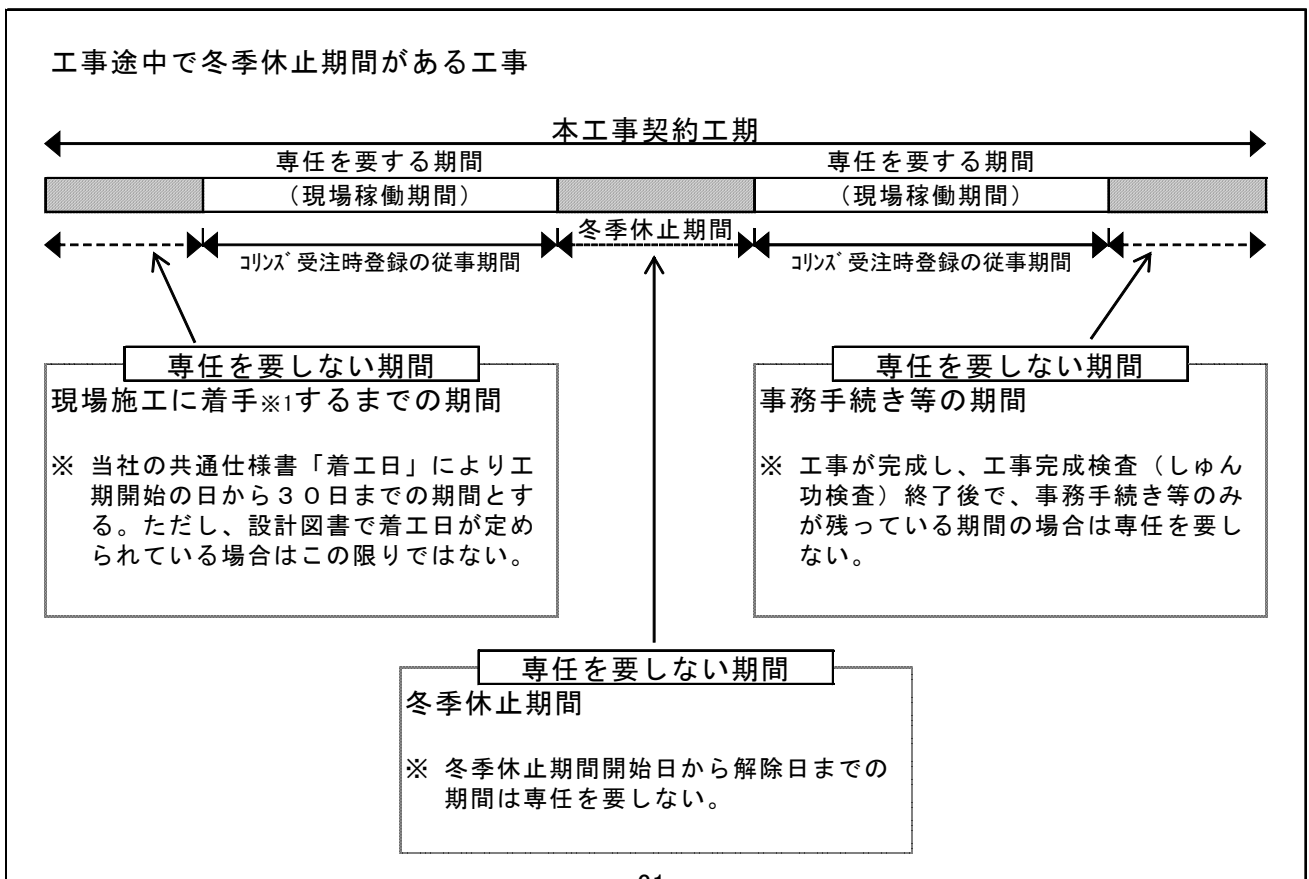 工事途中で冬季休止期間がある工事
本工事契約工期
専任を要する期間
専任を要する期間
（現場稼働期間）
（現場稼働期間）
冬季休止期間
ｺﾘﾝｽﾞ受注時登録の従事期間
ｺﾘﾝｽﾞ受注時登録の従事期間
専任を要しない期間
現場施工に着手※1するまでの期間
※ 当社の共通仕様書「着工日」により工
期開始の日から３０日までの期間とす
る。ただし、設計図書で着工日が定め
られている場合はこの限りではない。
専任を要しない期間
事務手続き等の期間
※ 工事が完成し、工事完成検査（しゅん
功検査）終了後で、事務手続き等のみ
が残っている期間の場合は専任を要し
ない。
専任を要しない期間
冬季休止期間
※ 冬季休止期間開始日から解除日までの
期間は専任を要しない。